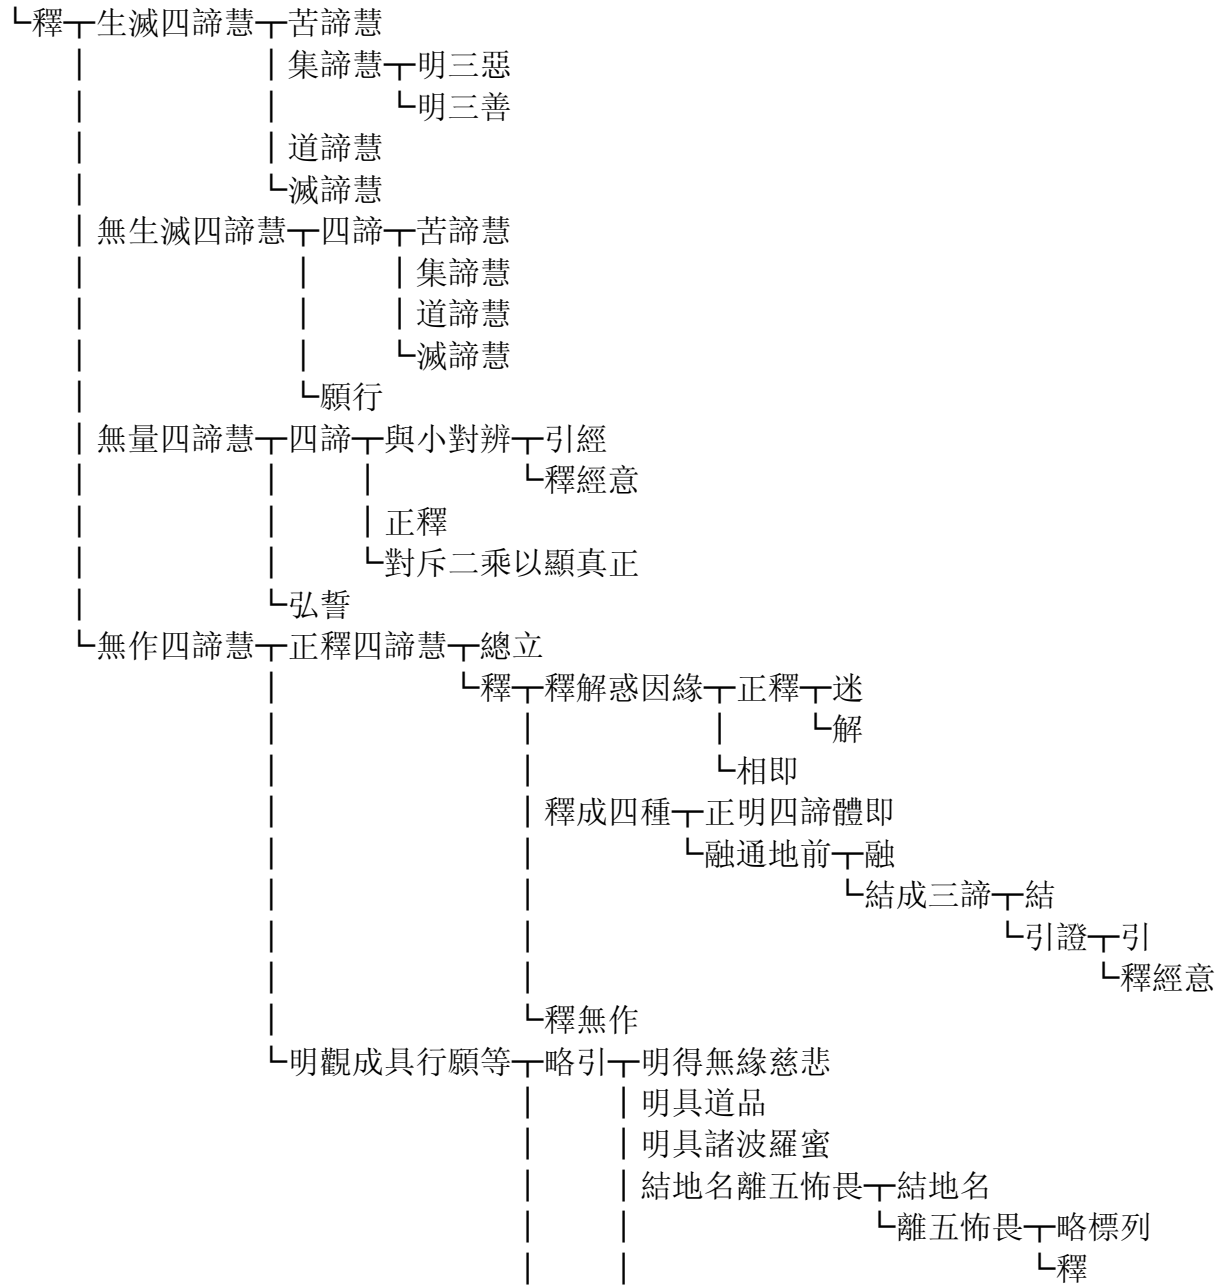 └釋┬生滅四諦慧┬苦諦慧
│集諦慧┬明三惡
└明三善
│道諦慧
└滅諦慧
│無生滅四諦慧┬四諦┬苦諦慧
│集諦慧
│道諦慧
└滅諦慧
└願行
│無量四諦慧┬四諦┬與小對辨┬引經
└釋經意
│正釋
└對斥二乘以顯真正
└弘誓
└無作四諦慧┬正釋四諦慧┬總立
└釋┬釋解惑因緣┬正釋┬迷
└解
└相即
│釋成四種┬正明四諦體即
└融通地前┬融
└結成三諦┬結
└引證┬引
└釋經意
└釋無作
└明觀成具行願等┬略引┬明得無緣慈悲
│明具道品
│明具諸波羅蜜
│結地名離五怖畏┬結地名
└離五怖畏┬略標列
└釋